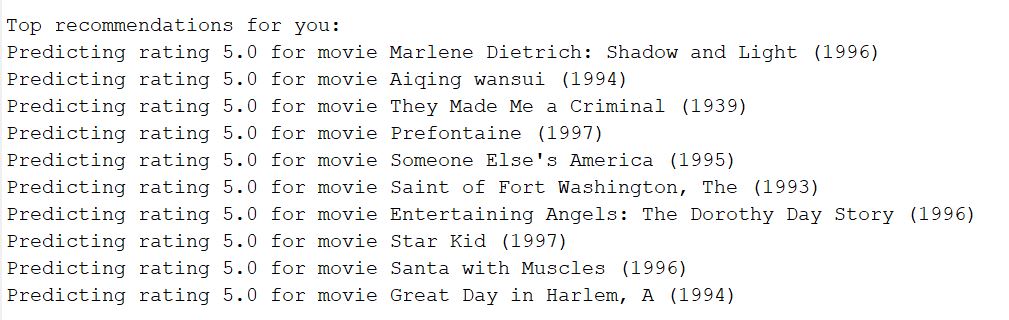 Top recommendations for you:
Predicting rating 5.0 for movie Marlene Dietrich: Shadow and Light (1996)
Predicting rating 5.0 for movie Aiqing wansui (1994)
Predicting rating 5.0 for movie They Made Me a Criminal (1939)
Predicting rating 5.0 for movie Prefontaine (1997)
Predicting rating 5.0 for movie Someone Else's America (1995)
Predicting rating 5.0 for movie Saint of Fort Washington, The (1993)
Predicting rating 5.0 for movie Entertaining Angels: The Dorothy Day Story (1996)
Predicting rating 5.0 for movie Star Kid (1997)
Predicting rating 5.0 for movie Santa with Muscles (1996)
Predicting rating 5.0 for movie Great Day in Harlem, A (1994)